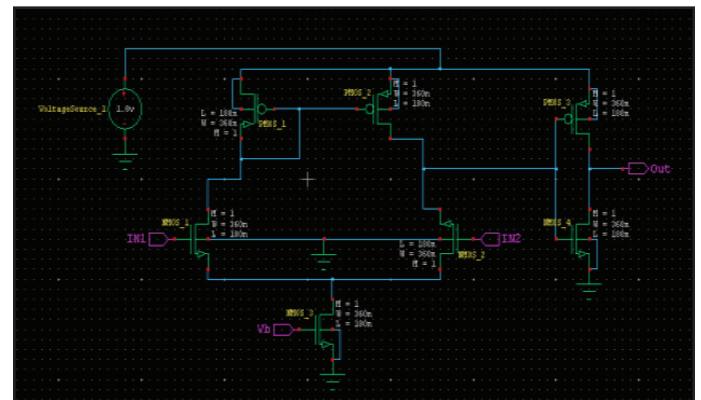 VoltageSource_1
1.8v
L = 180n
W = 360n
M = 1
PMOS_1
PMOS_2
M = 1
W = 360n
L = 180n
PMOS_3
M = 1
W = 360n
L = 180n
Out
IN1
NMOS_1
M = 1
W = 360n
L = 180n
L = 180n
W = 360n
M = 1
NMOS_2
IN2
NMOS_4
M = 1
W = 360n
L = 180n
Vb
NMOS_3
M = 1
W = 360n
L = 180n